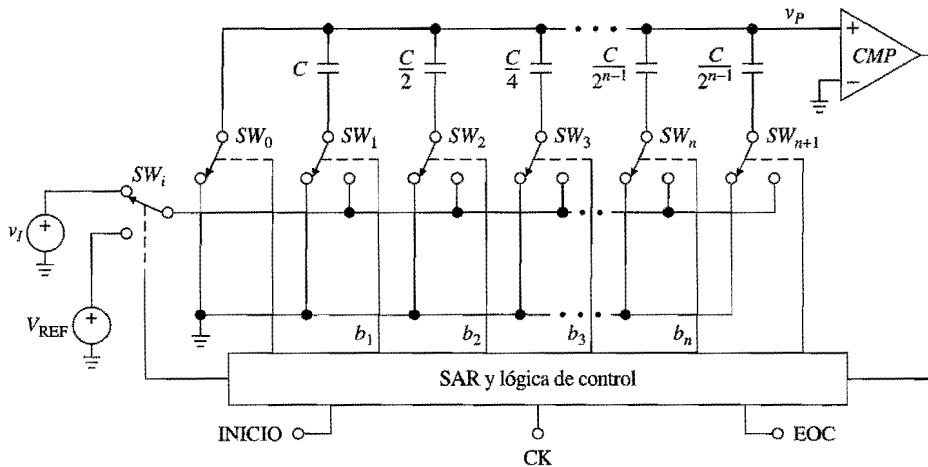 v_P
+
CMP
−
C
C/2
C/4
C/2^{n-1}
C/2^{n-1}
SW_0
SW_1
SW_2
SW_3
SW_n
SW_{n+1}
SW_i
v_I
+
V_REF
+
b_1
b_2
b_3
b_n
SAR y lógica de control
INICIO
CK
EOC